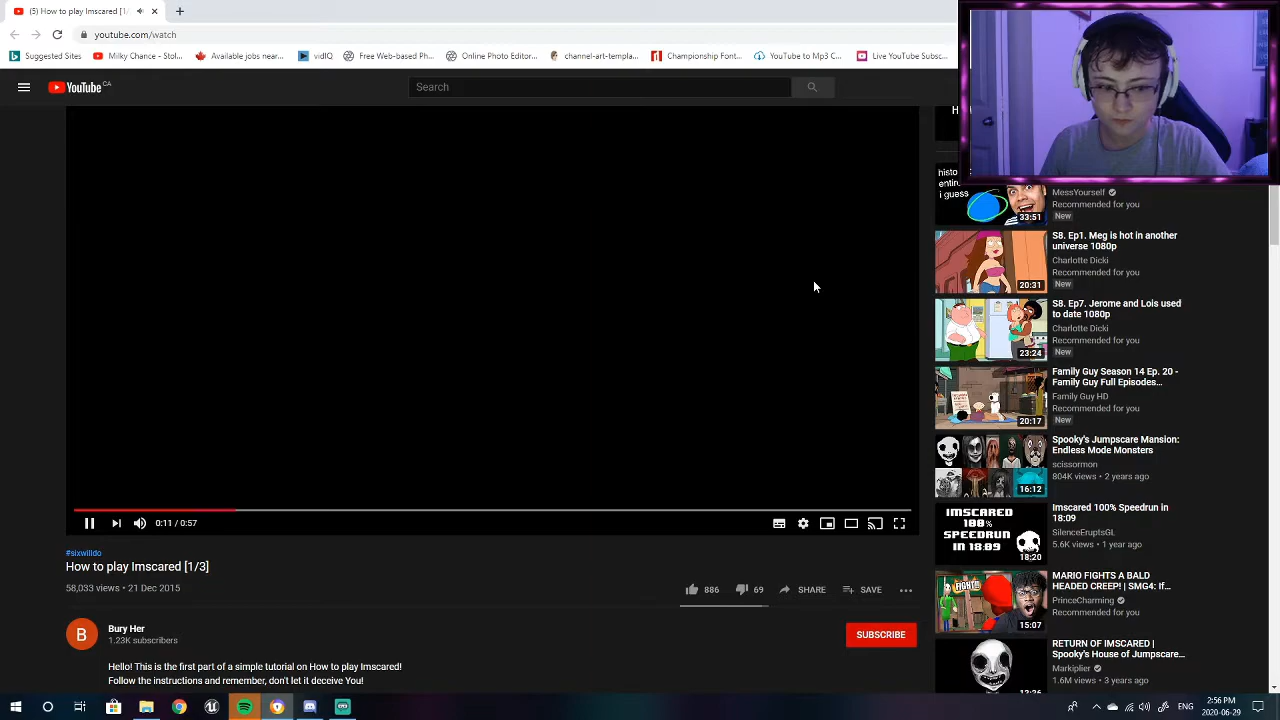 (5) How to play Imscared [1/
youtube.com/watch
Suggested Sites
Milky Chance - Stol...
Available jobs near...
vidIQ
Free Web-based Ph...
Online Photo Editor...
channel-art-templa...
Championship Font...
YouTube to Mp3 C...
Live YouTube Subsc...
YouTube CA
Search
histo
entire
i guess
33:51
MessYourself
Recommended for you
New
S8. Ep1. Meg is hot in another
universe 1080p
Charlotte Dicki
Recommended for you
New
20:31
S8. Ep7. Jerome and Lois used
to date 1080p
Charlotte Dicki
Recommended for you
New
23:24
Family Guy Season 14 Ep. 20 -
Family Guy Full Episodes...
Family Guy HD
Recommended for you
New
20:17
Spooky's Jumpscare Mansion:
Endless Mode Monsters
scissormon
804K views • 2 years ago
16:12
IMSCARED
100%
SPEEDRUN
IN 18:09
18:20
Imscared 100% Speedrun in
18:09
SilenceEruptsGL
5.6K views • 1 year ago
FIGHT!
15:07
MARIO FIGHTS A BALD
HEADED CREEP! | SMG4: If...
PrinceCharming
Recommended for you
RETURN OF IMSCARED |
Spooky's House of Jumpscare...
Markiplier
1.6M views • 3 years ago
0:11 / 0:57
#sixwilldo
How to play Imscared [1/3]
58,033 views • 21 Dec 2015
886
69
SHARE
SAVE
B
Bury Her
1.23K subscribers
SUBSCRIBE
Hello! This is the first part of a simple tutorial on How to play Imscared!
Follow the instructions and remember, don't let it deceive You!
ENG
2:56 PM
2020-06-29